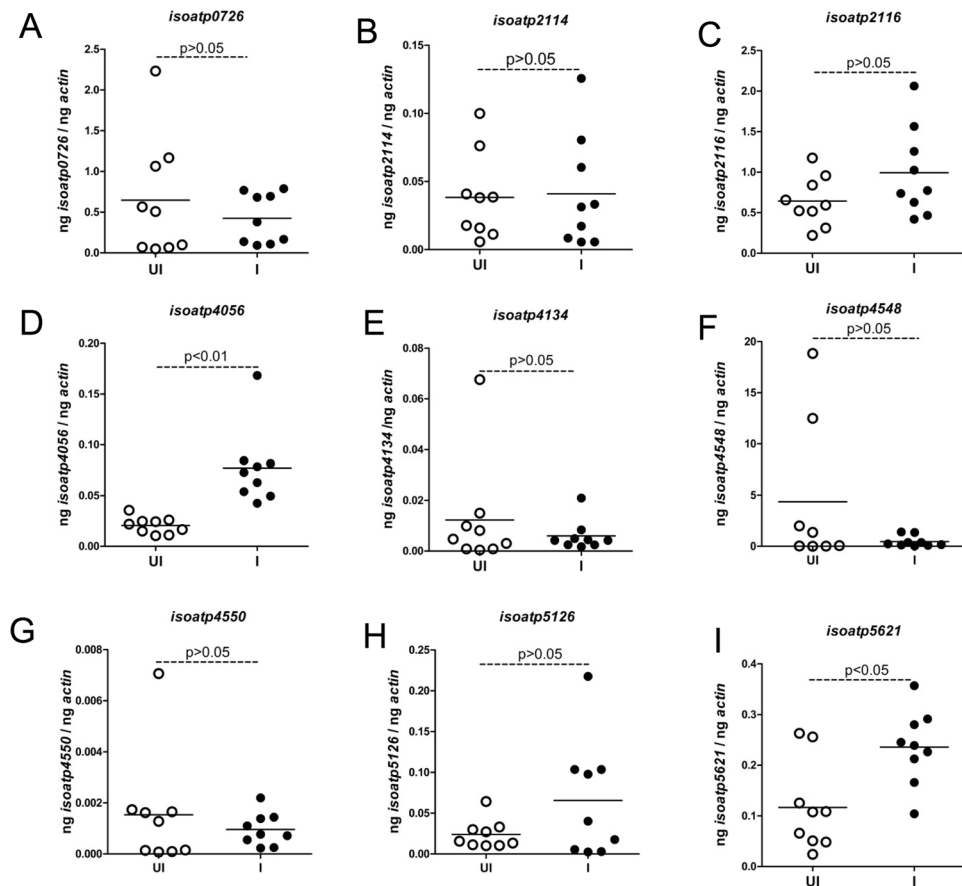 A
isoatp0726
p>0.05
ng isoatp0726/ ng actin
2.5
2.0
1.5
1.0
0.5
0.0
UI
I
B
isoatp2114
p>0.05
ng isoatp2114 / ng actin
0.15
0.10
0.05
0.00
UI
I
C
isoatp2116
p>0.05
ng isoatp2116 / ng actin
2.5
2.0
1.5
1.0
0.5
0.0
UI
I
D
isoatp4056
p<0.01
ng isoatp4056 / ng actin
0.20
0.15
0.10
0.05
0.00
UI
I
E
isoatp4134
p>0.05
ng isoatp4134 /ng actin
0.08
0.06
0.04
0.02
0.00
UI
I
F
isoatp4548
p>0.05
ng isoatp4548 / ng actin
20
15
10
5
0
UI
I
G
isoatp4550
p>0.05
ng isoatp4550 / ng actin
0.008
0.006
0.004
0.002
0.000
UI
I
H
isoatp5126
p>0.05
ng isoatp5126 / ng actin
0.25
0.20
0.15
0.10
0.05
0.00
UI
I
I
isoatp5621
p<0.05
ng isoatp5621 / ng actin
0.4
0.3
0.2
0.1
0.0
UI
I